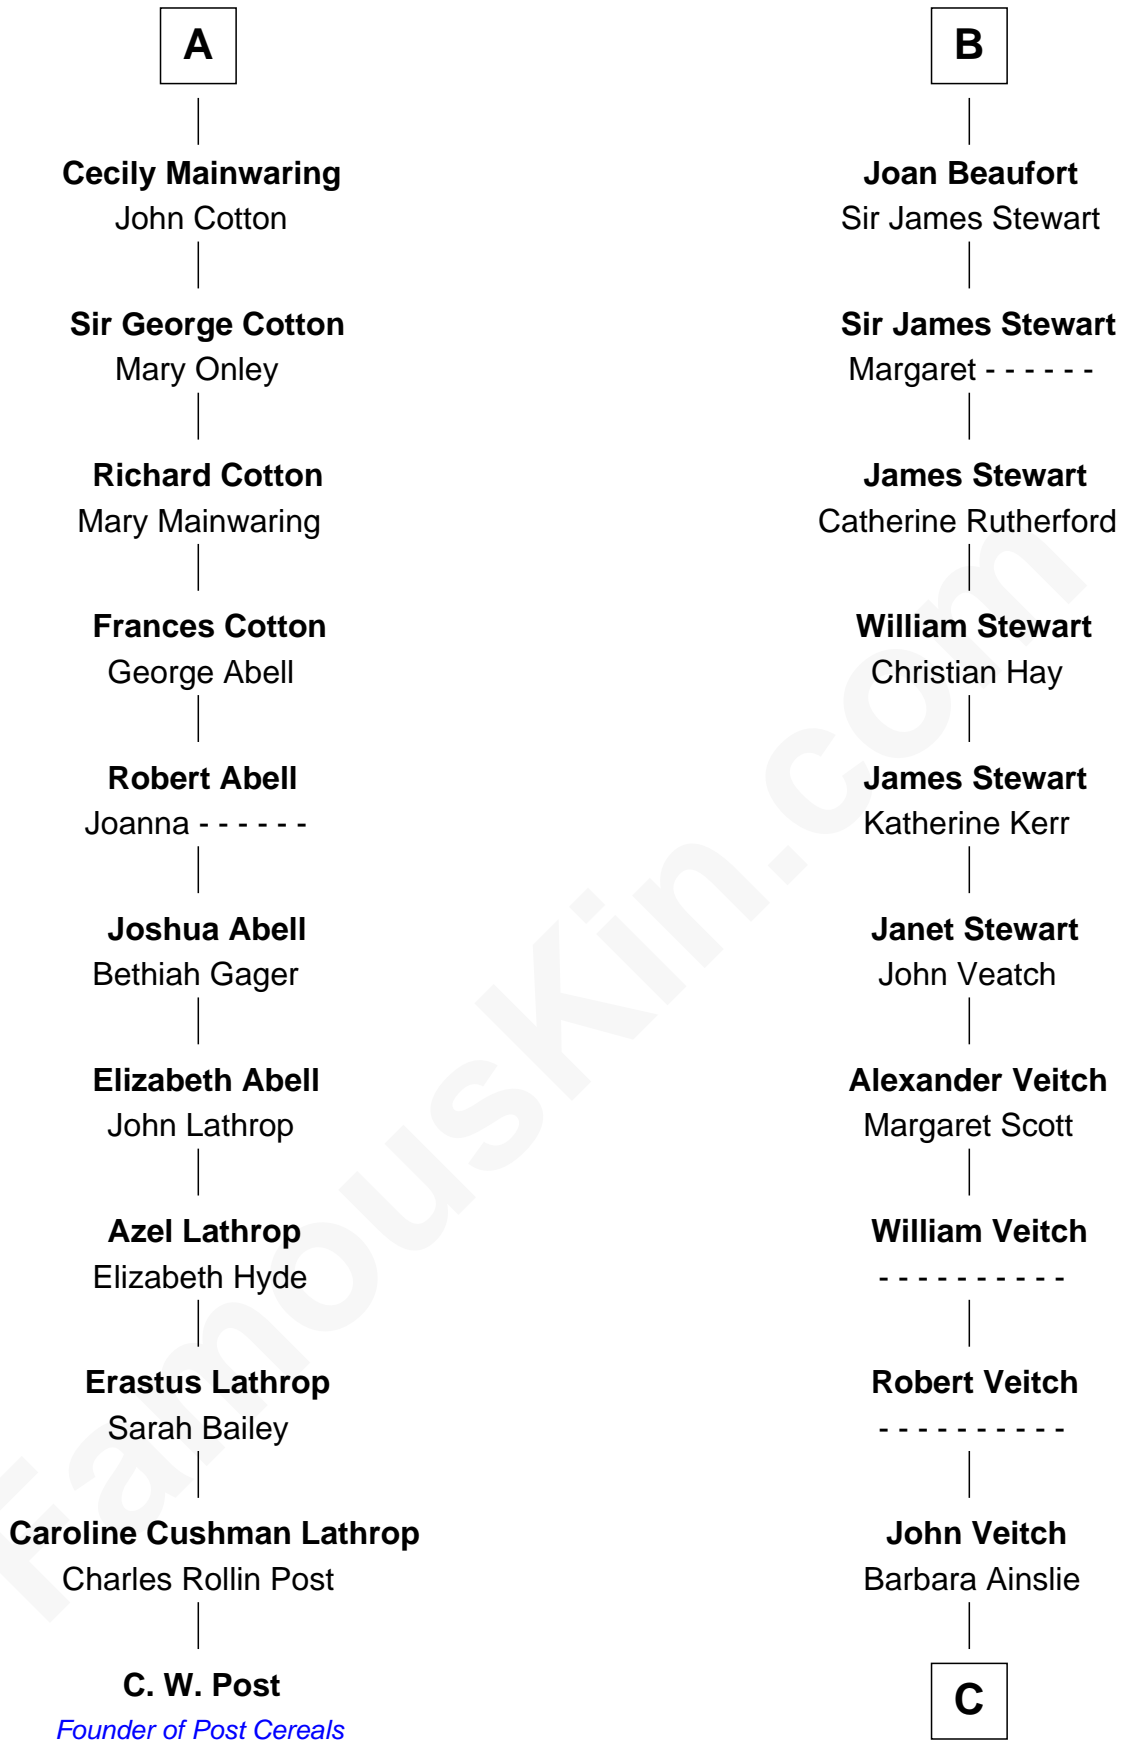 A
Cecily Mainwaring
John Cotton
Sir George Cotton
Mary Onley
Richard Cotton
Mary Mainwaring
Frances Cotton
George Abell
Robert Abell
Joanna - - - - - -
Joshua Abell
Bethiah Gager
Elizabeth Abell
John Lathrop
Azel Lathrop
Elizabeth Hyde
Erastus Lathrop
Sarah Bailey
Caroline Cushman Lathrop
Charles Rollin Post
C. W. Post
Founder of Post Cereals
B
Joan Beaufort
Sir James Stewart
Sir James Stewart
Margaret - - - - - -
James Stewart
Catherine Rutherford
William Stewart
Christian Hay
James Stewart
Katherine Kerr
Janet Stewart
John Veatch
Alexander Veitch
Margaret Scott
William Veitch
- - - - - - - - - -
Robert Veitch
- - - - - - - - - -
John Veitch
Barbara Ainslie
C
FamousKin.com